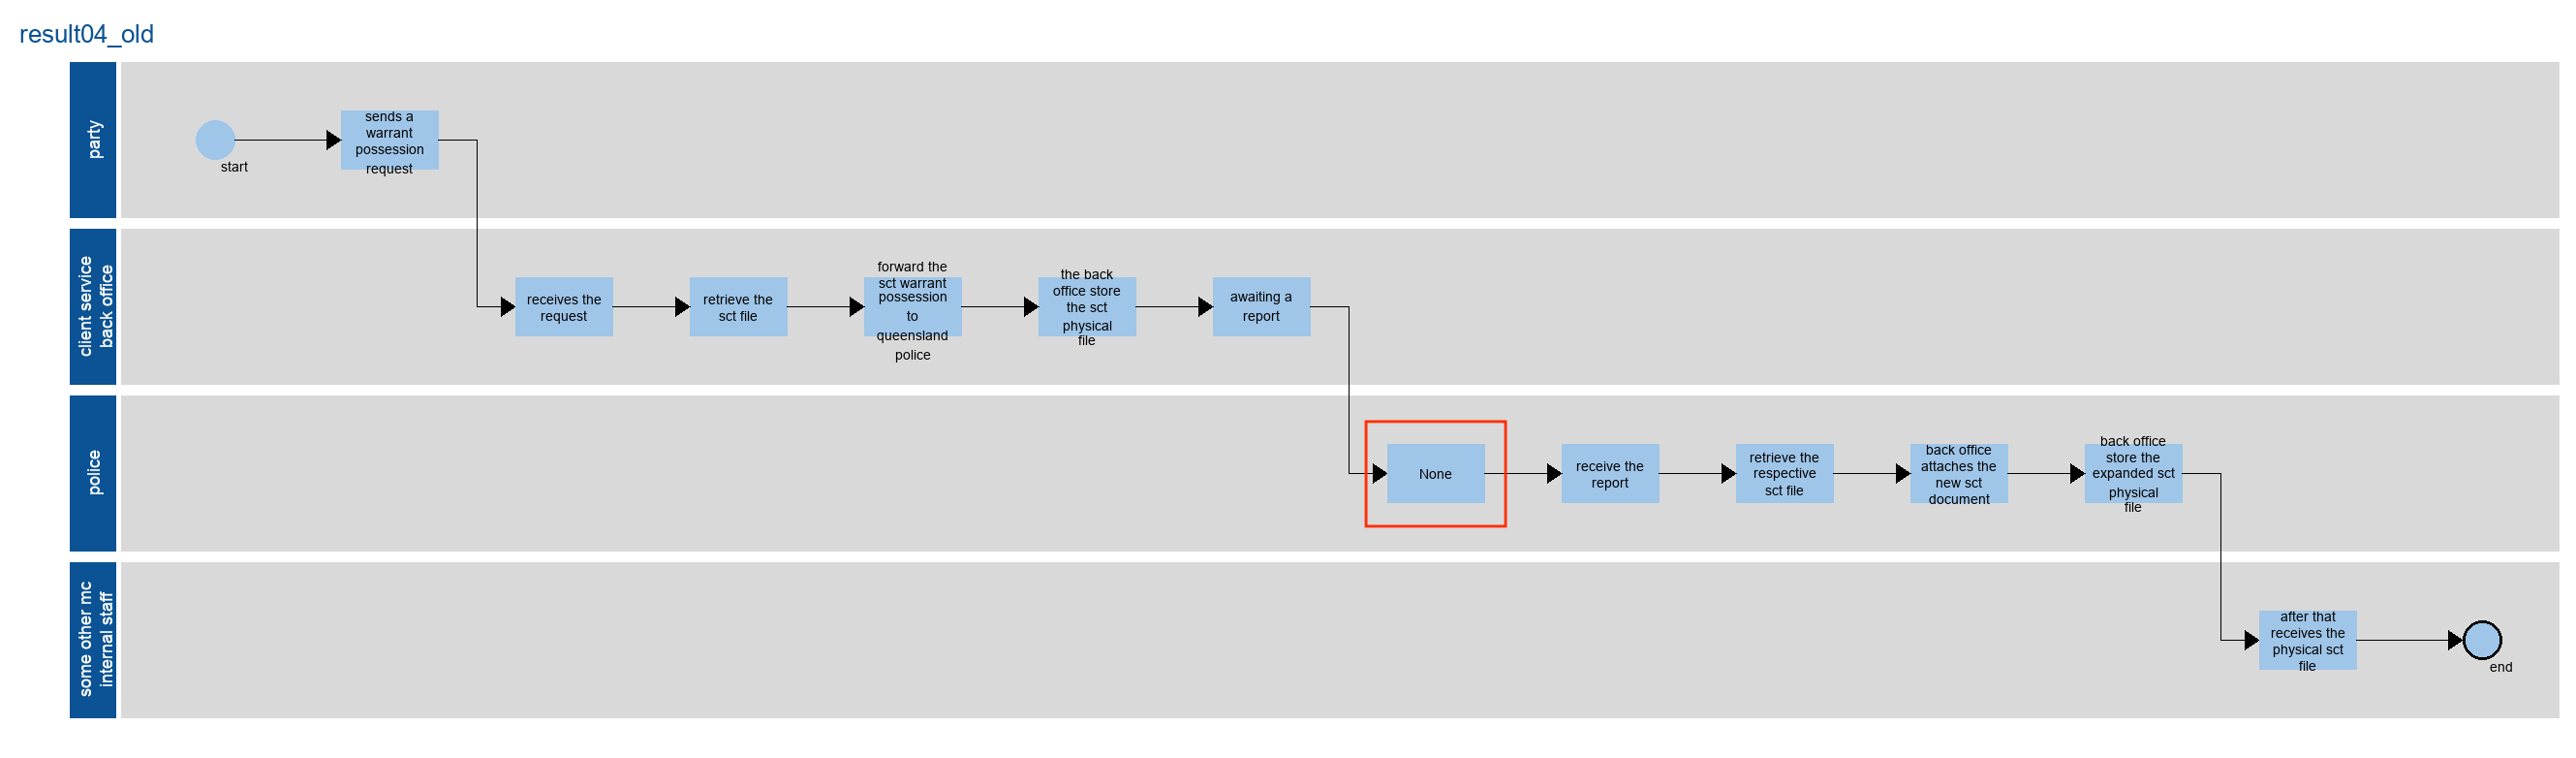 result04_old
party
start
sends a
warrant
possession
request
client service
back office
receives the
request
retrieve the
sct file
forward the
sct warrant
possession
to
queensland
police
the back
office store
the sct
physical
file
awaiting a
report
police
None
receive the
report
retrieve the
respective
sct file
back office
attaches the
new sct
document
back office
store the
expanded sct
physical
file
some other mc
internal staff
after that
receives the
physical sct
file
end